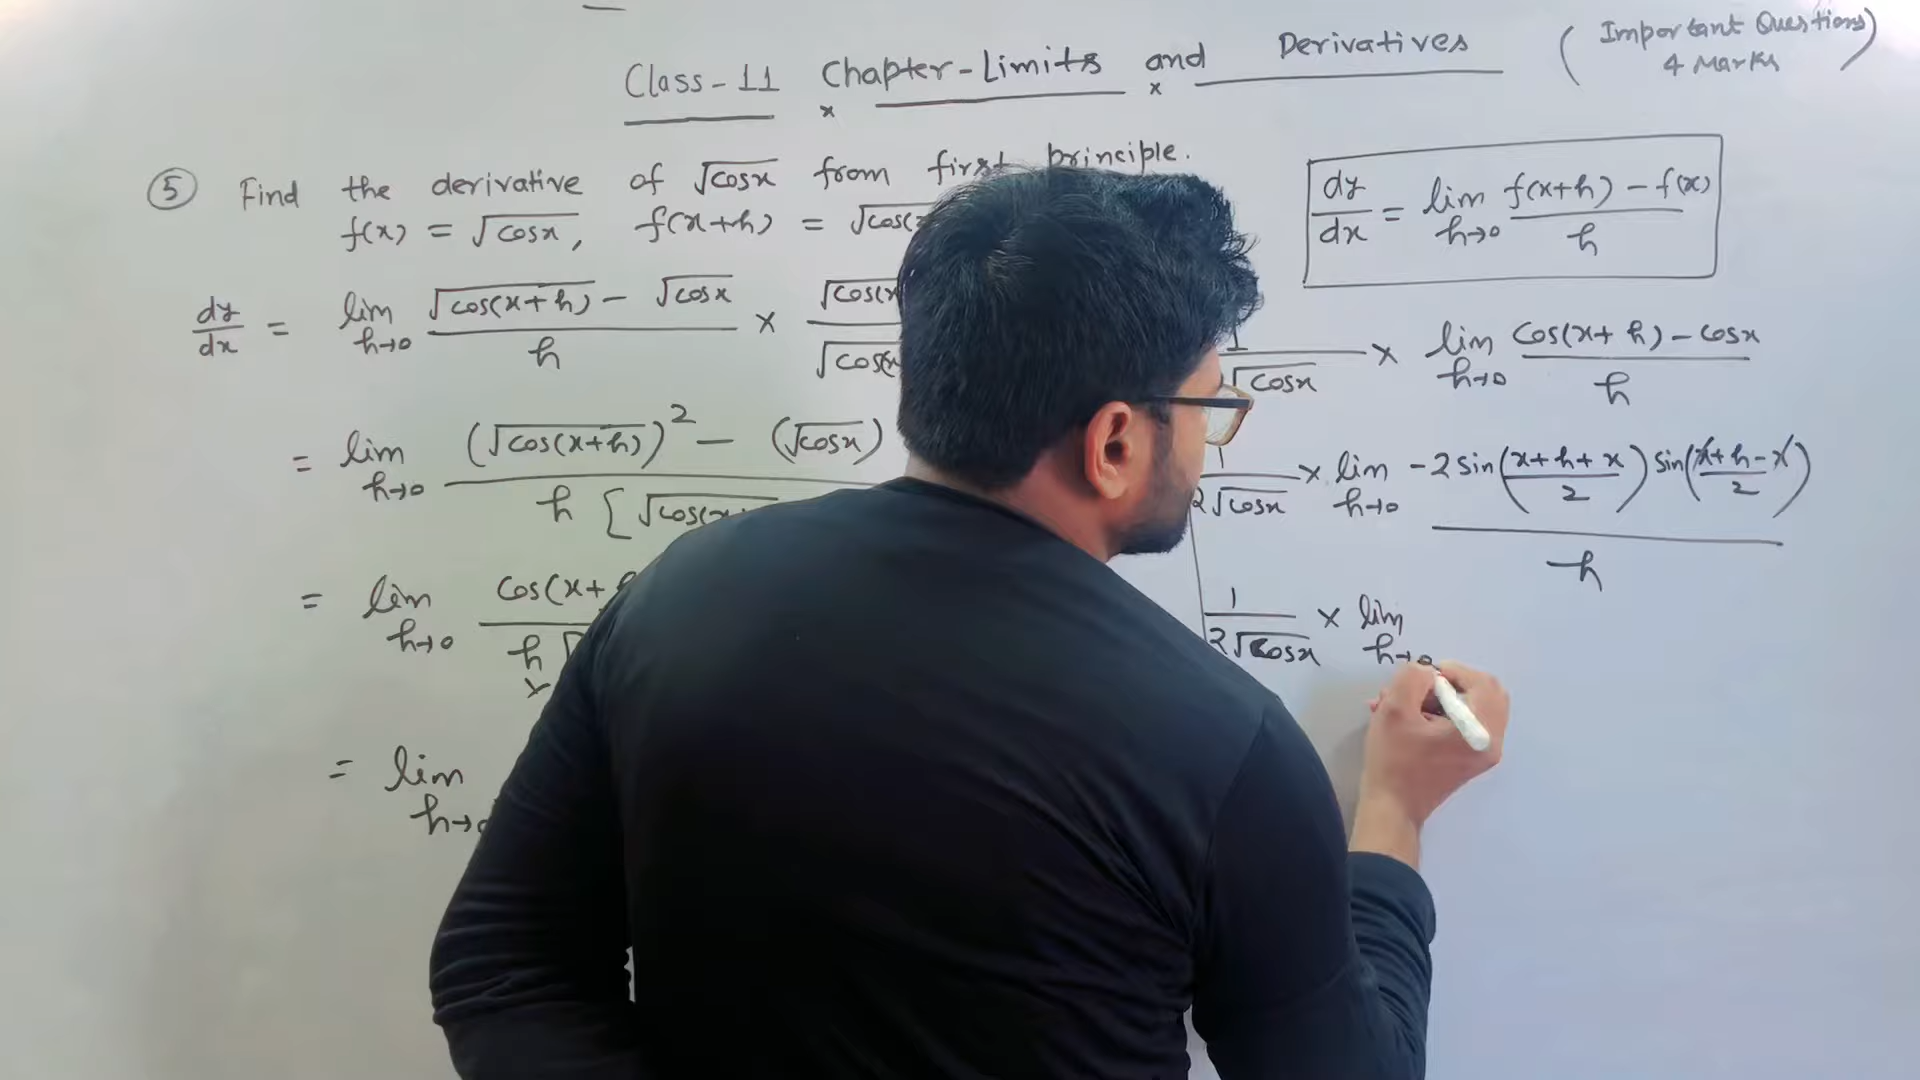 Class-11 Chapter-Limits and Derivatives (Important Questions
4 Marks)
⑤ Find the derivative of √cosx from first principle.
f(x) = √cosx, f(x+h) = √cos(x
dy/dx = lim h→0 (f(x+h) - f(x))/h
dy/dx = lim h→0 (√cos(x+h) - √cosx)/h × √cos(x / √cos(x
= lim h→0 (√cos(x+h))² - (√cosx) / h[√cos(x
= lim h→0 cos(x+h / h[
= lim h→0
1/√cosx × lim h→0 (cos(x+h) - cosx)/h
1/2√cosx × lim h→0 -2 sin((x+h+x)/2) sin((x+h-x)/2) / h
1/2√cosx × lim h→0